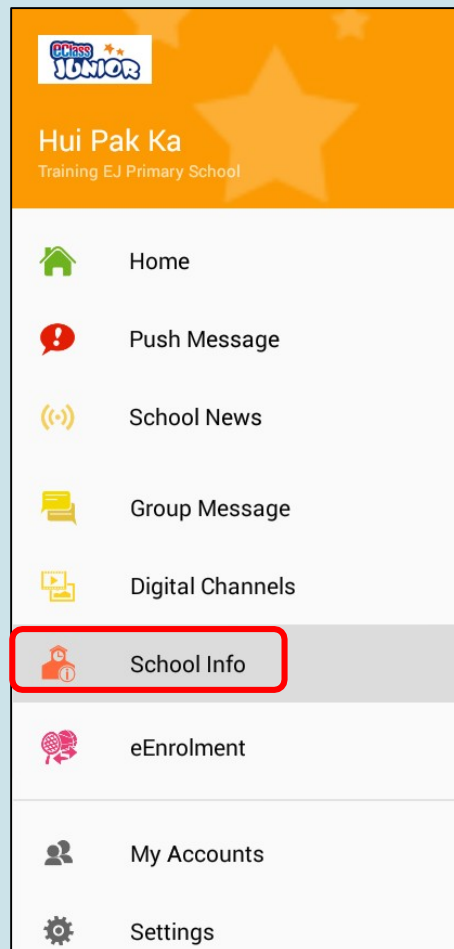 eClass
JUNIOR
Hui Pak Ka
Training EJ Primary School
Home
Push Message
School News
Group Message
Digital Channels
School Info
eEnrolment
My Accounts
Settings